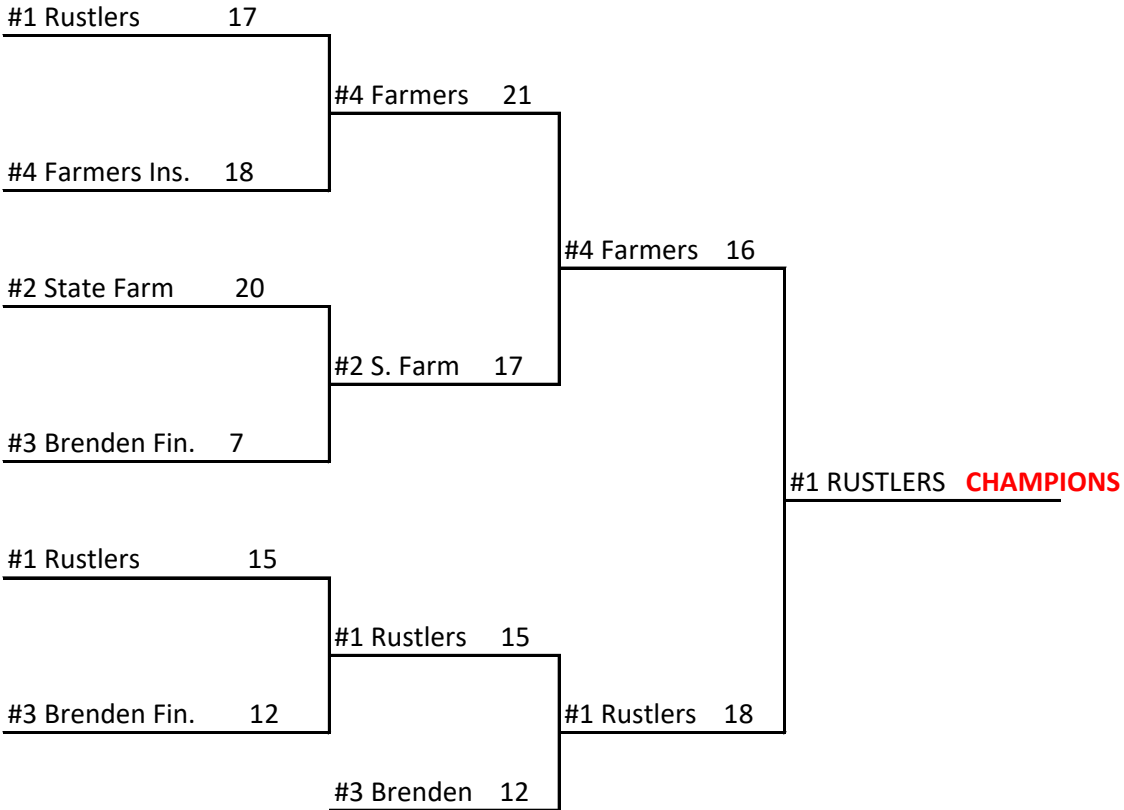 #1 Rustlers 17
#4 Farmers 21
#4 Farmers Ins. 18
#4 Farmers 16
#2 State Farm 20
#2 S. Farm 17
#3 Brenden Fin. 7
#1 RUSTLERS CHAMPIONS
#1 Rustlers 15
#1 Rustlers 15
#3 Brenden Fin. 12
#1 Rustlers 18
#3 Brenden 12